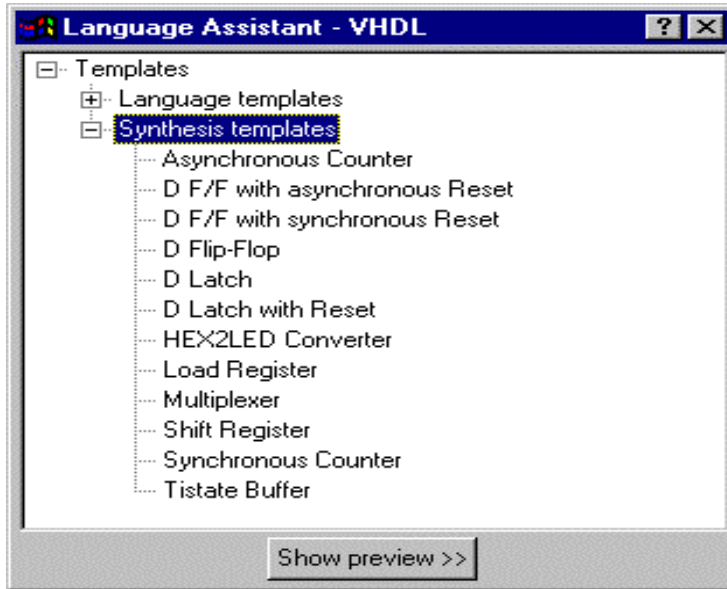 Language Assistant - VHDL
Templates
Language templates
Synthesis templates
Asynchronous Counter
D F/F with asynchronous Reset
D F/F with synchronous Reset
D Flip-Flop
D Latch
D Latch with Reset
HEX2LED Converter
Load Register
Multiplexer
Shift Register
Synchronous Counter
Tistate Buffer
Show preview >>